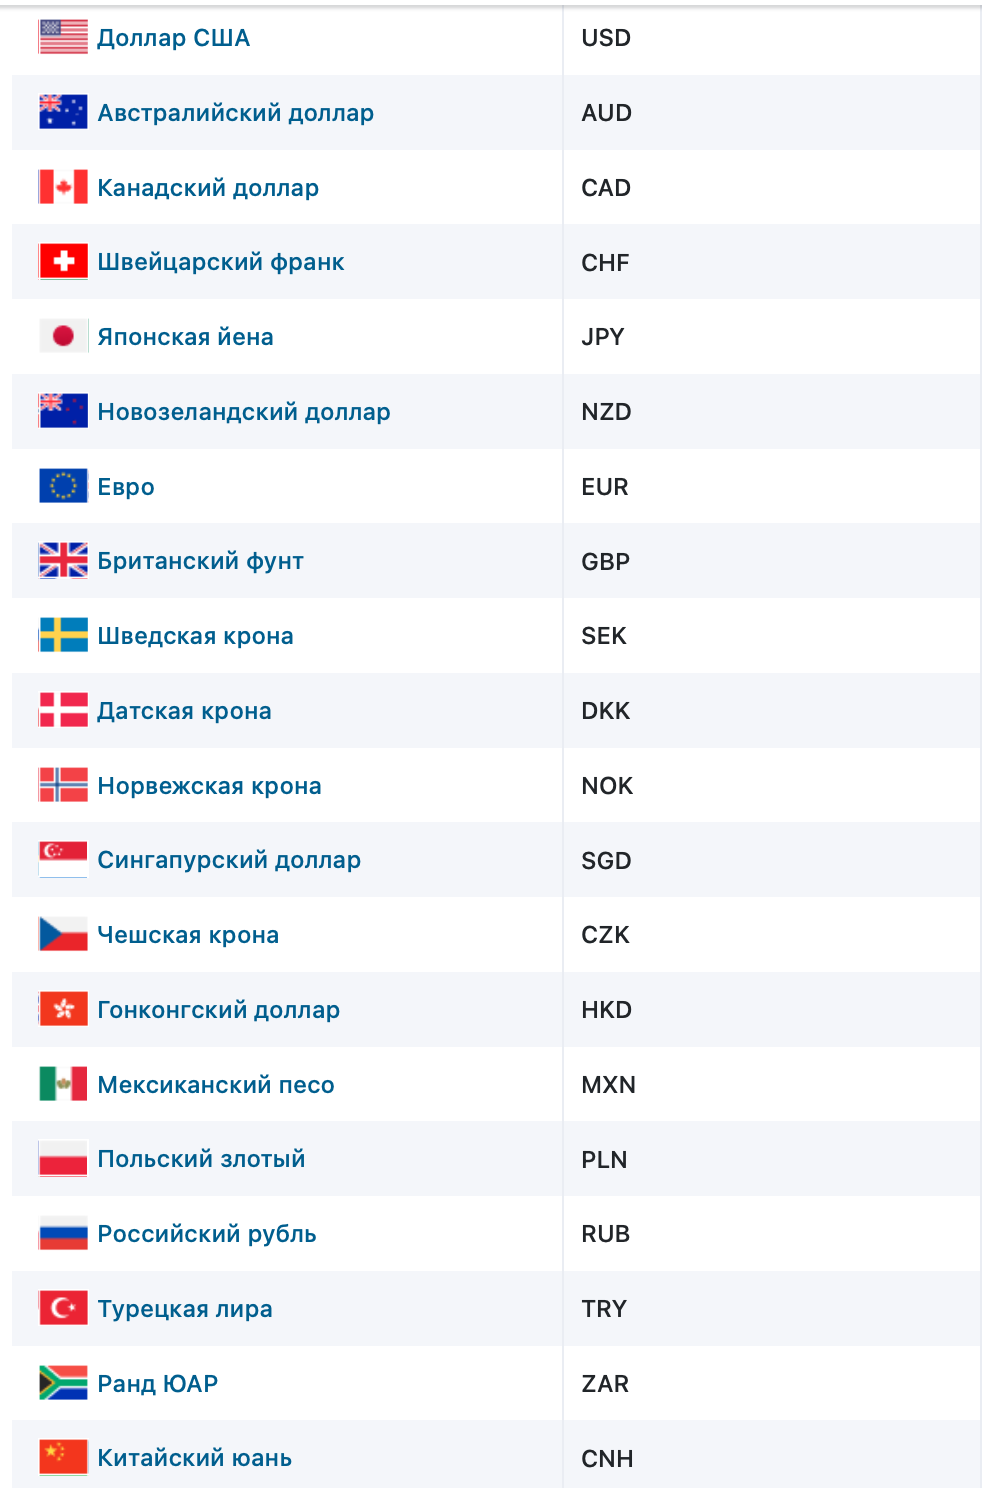 Доллар США USD
Австралийский доллар AUD
Канадский доллар CAD
Швейцарский франк CHF
Японская йена JPY
Новозеландский доллар NZD
Евро EUR
Британский фунт GBP
Шведская крона SEK
Датская крона DKK
Норвежская крона NOK
Сингапурский доллар SGD
Чешская крона CZK
Гонконгский доллар HKD
Мексиканский песо MXN
Польский злотый PLN
Российский рубль RUB
Турецкая лира TRY
Ранд ЮАР ZAR
Китайский юань CNH